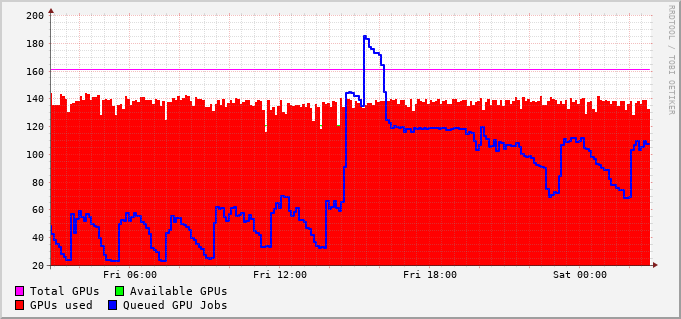 200
180
160
140
120
100
80
60
40
20
Fri 06:00 Fri 12:00 Fri 18:00 Sat 00:00
Total GPUs Available GPUs
GPUs used Queued GPU Jobs
RRDTOOL / TOBI OETIKER